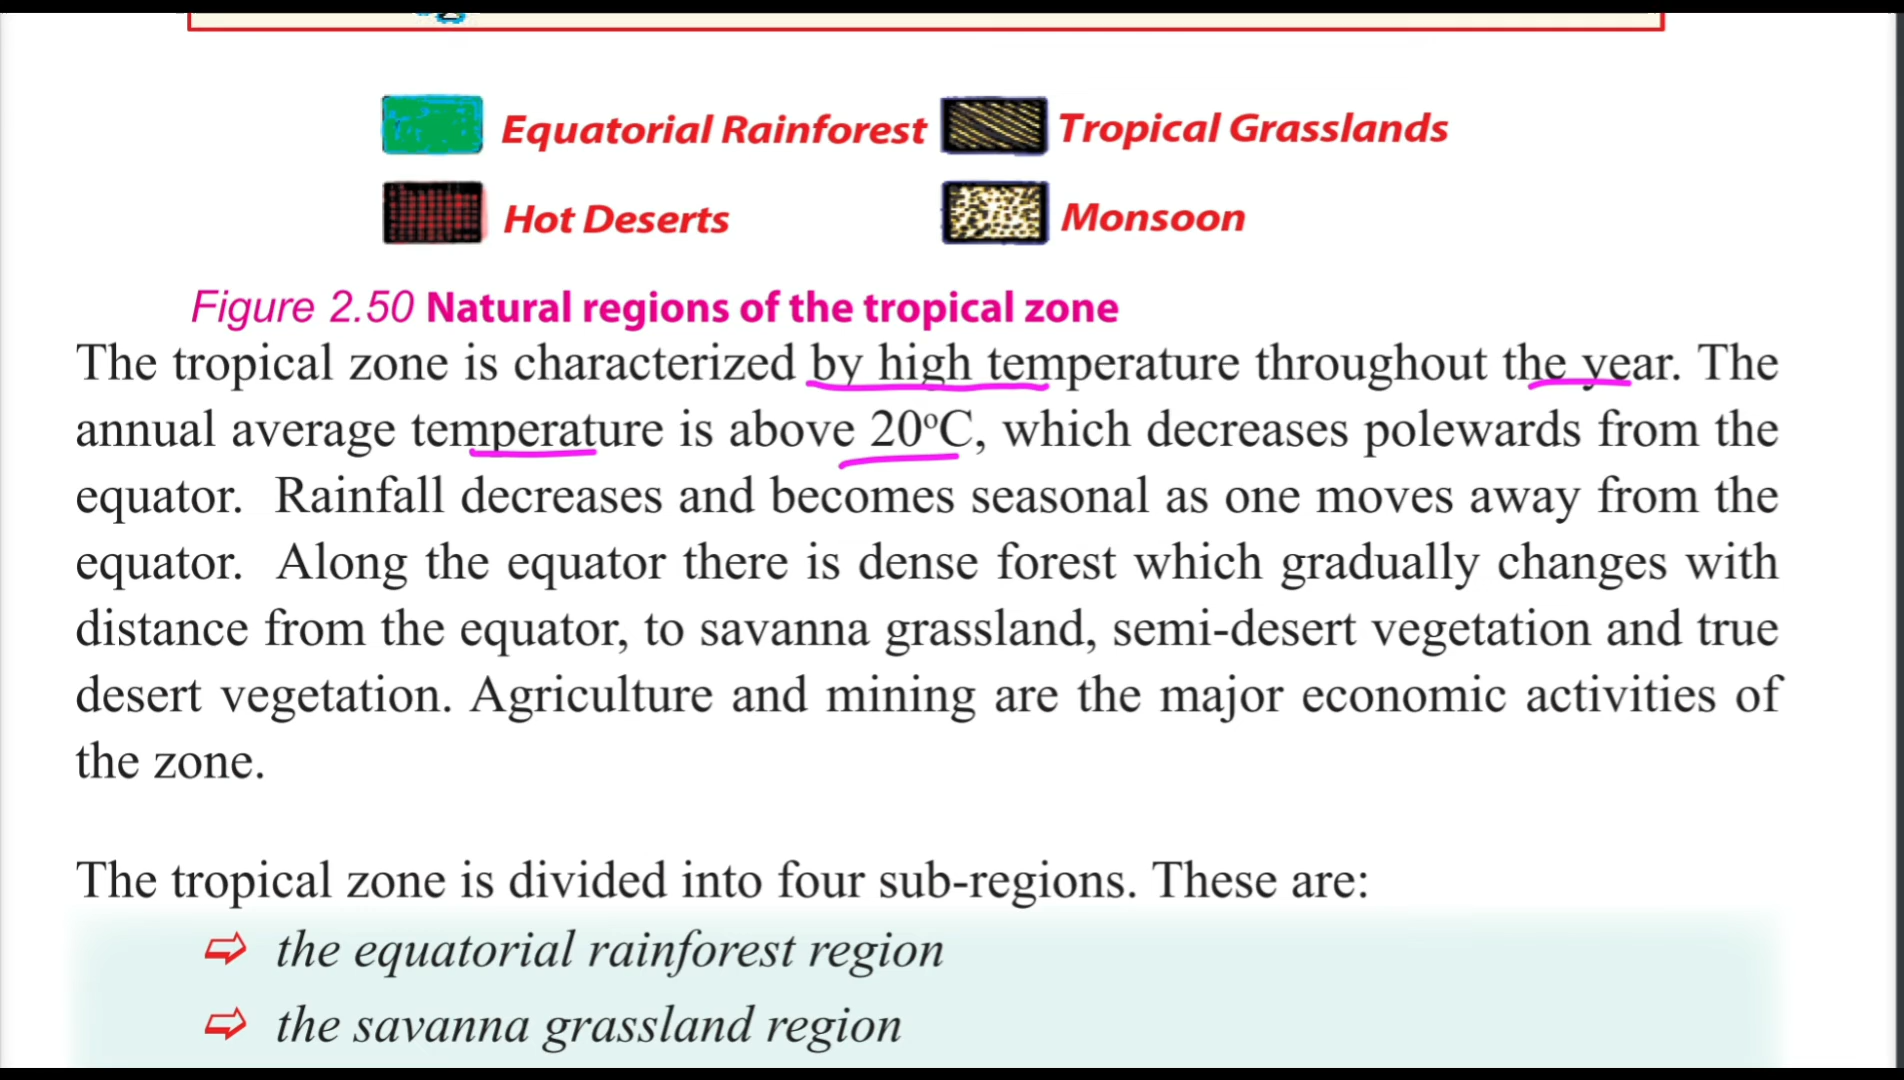 Equatorial Rainforest Tropical Grasslands
Hot Deserts Monsoon
Figure 2.50 Natural regions of the tropical zone
The tropical zone is characterized by high temperature throughout the year. The
annual average temperature is above 20°C, which decreases polewards from the
equator. Rainfall decreases and becomes seasonal as one moves away from the
equator. Along the equator there is dense forest which gradually changes with
distance from the equator, to savanna grassland, semi-desert vegetation and true
desert vegetation. Agriculture and mining are the major economic activities of
the zone.
The tropical zone is divided into four sub-regions. These are:
➩ the equatorial rainforest region
➩ the savanna grassland region